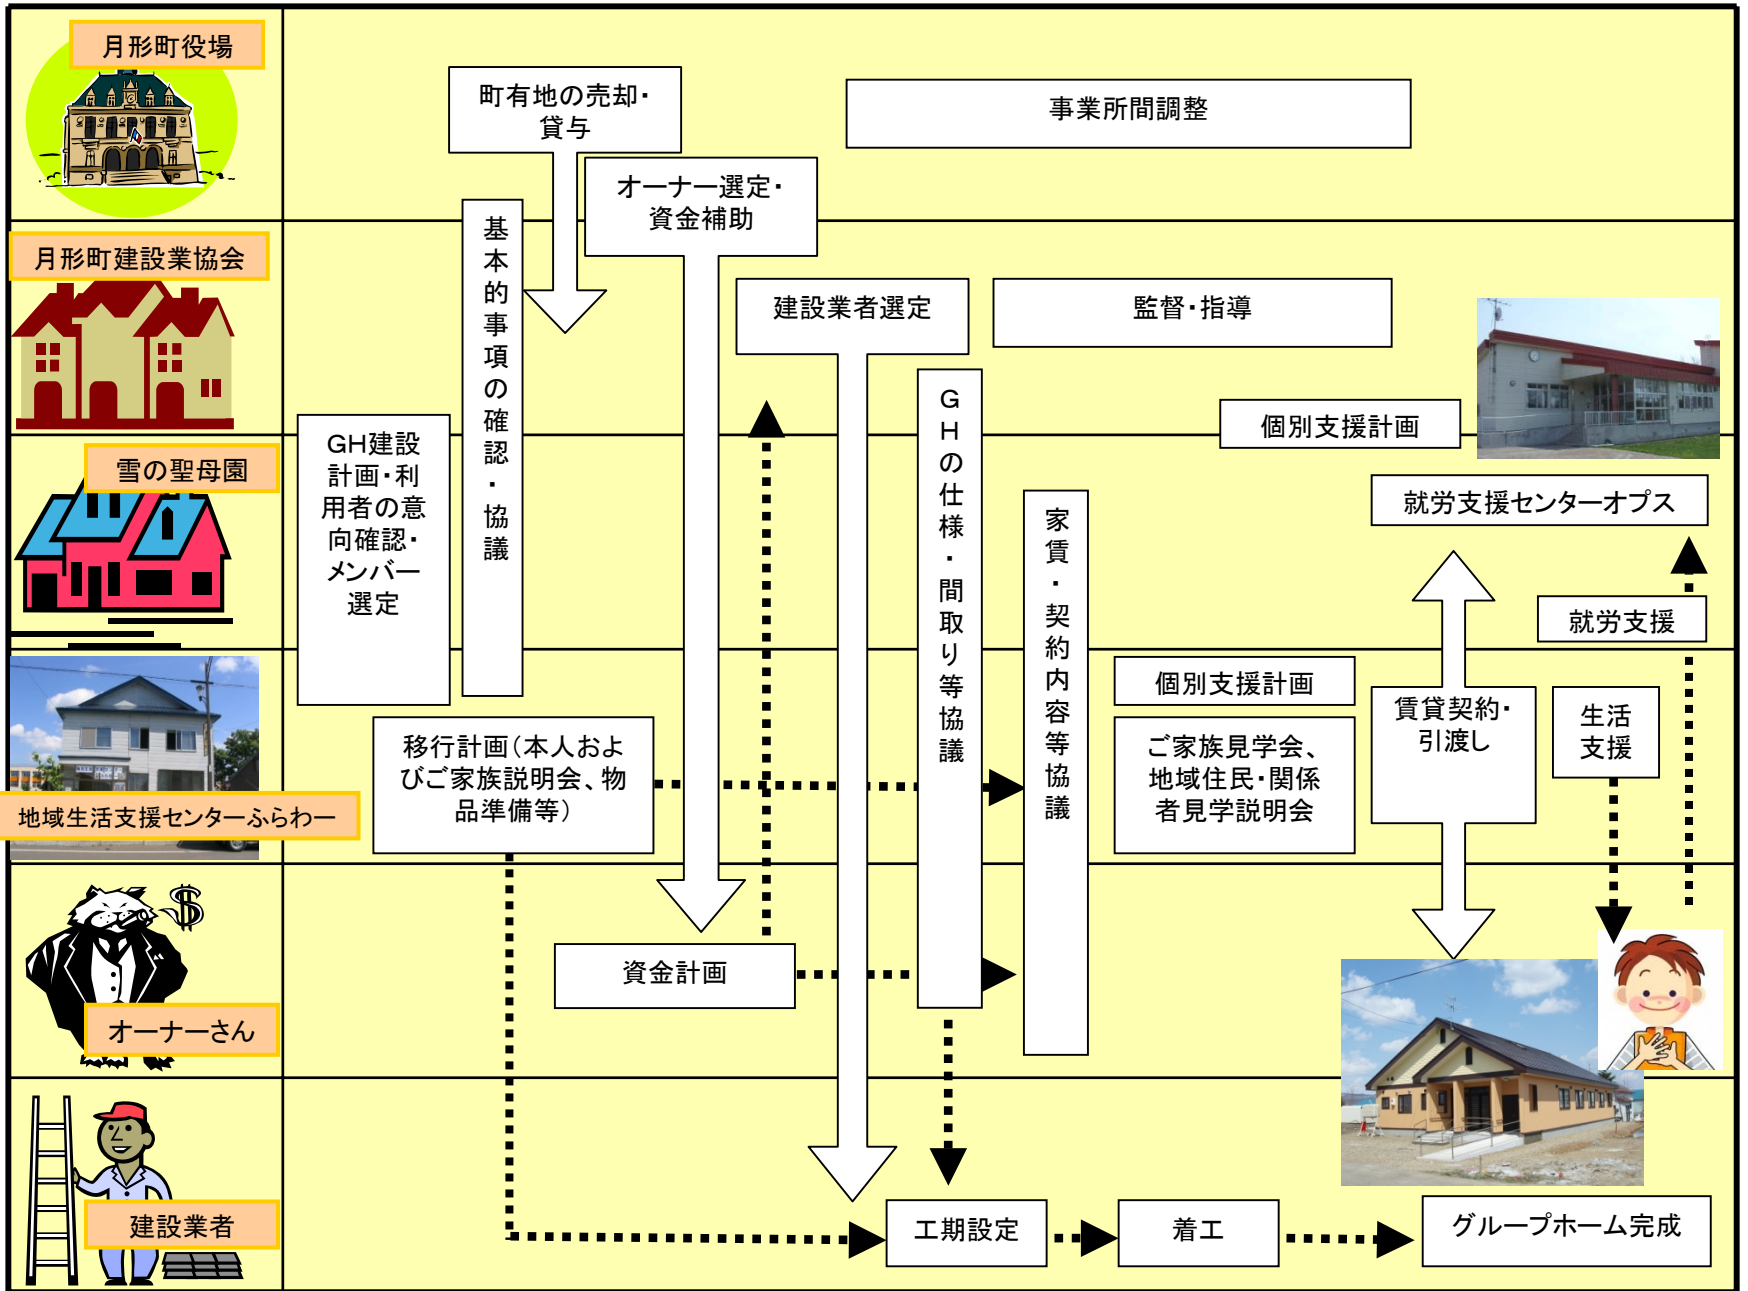 月形町役場
町有地の売却・
貸与
事業所間調整
オーナー選定・
資金補助
月形町建設業協会
基本的事項の確認・協議
建設業者選定
監督・指導
GHの仕様・間取り等協議
個別支援計画
雪の聖母園
GH建設
計画・利
用者の意
向確認・
メンバー
選定
家賃・契約内容等協議
就労支援センターオプス
就労支援
地域生活支援センターふらわー
移行計画（本人およ
びご家族説明会、物
品準備等）
個別支援計画
ご家族見学会、
地域住民・関係
者見学説明会
賃貸契約・
引渡し
生活
支援
オーナーさん
資金計画
建設業者
工期設定
着工
グループホーム完成